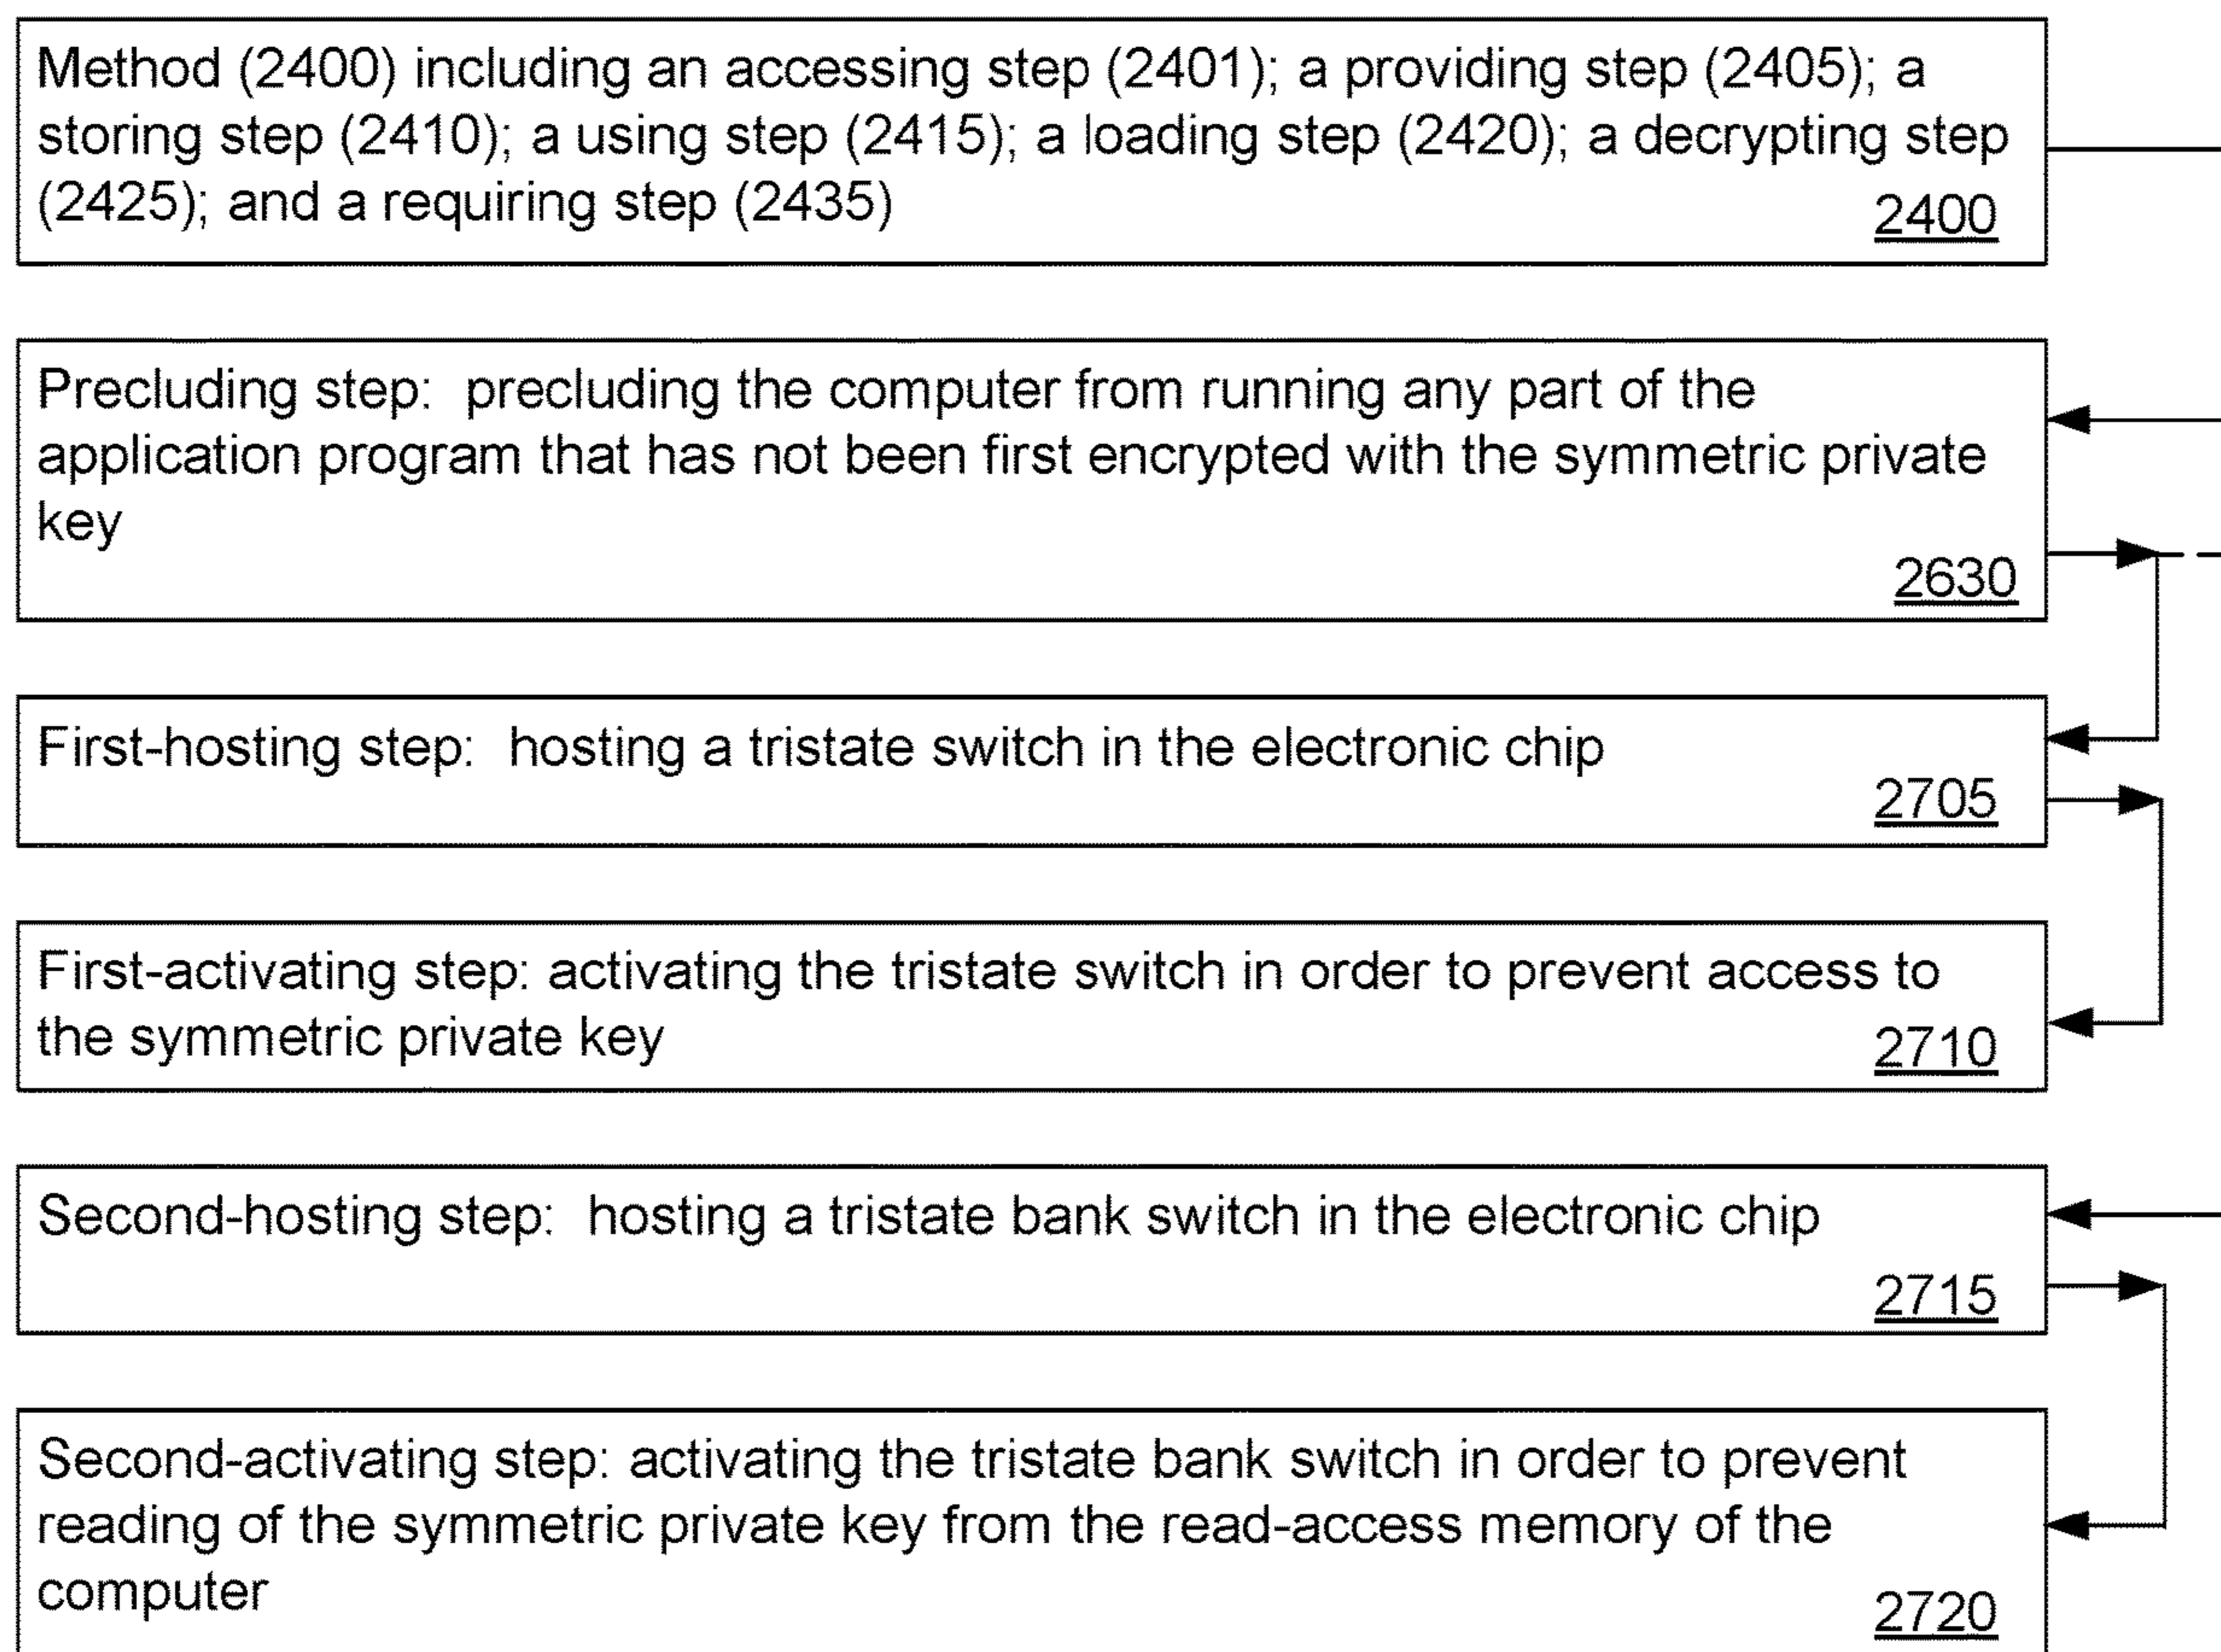 Method (2400) including an accessing step (2401); a providing step (2405); a
storing step (2410); a using step (2415); a loading step (2420); a decrypting step
(2425); and a requiring step (2435)
2400
Precluding step:  precluding the computer from running any part of the
application program that has not been first encrypted with the symmetric private
key
2630
First-hosting step:  hosting a tristate switch in the electronic chip
2705
First-activating step: activating the tristate switch in order to prevent access to
the symmetric private key
2710
Second-hosting step:  hosting a tristate bank switch in the electronic chip
2715
Second-activating step: activating the tristate bank switch in order to prevent
reading of the symmetric private key from the read-access memory of the
computer
2720